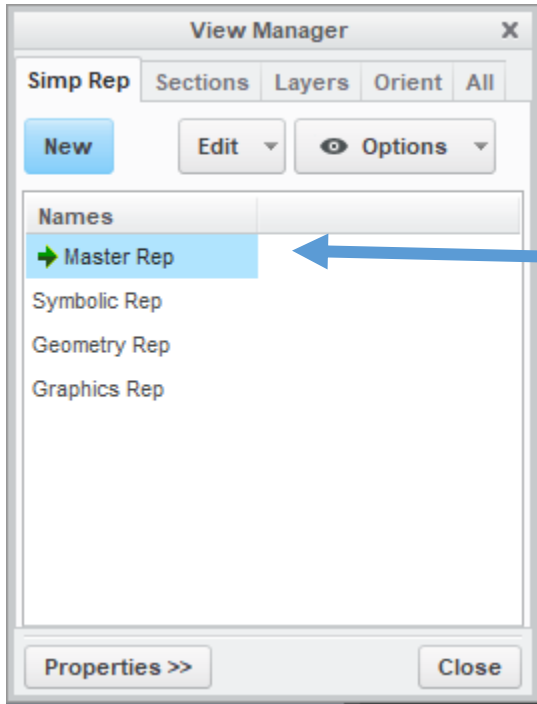 View Manager X
Simp Rep Sections Layers Orient All
New Edit Options
Names
Master Rep
Symbolic Rep
Geometry Rep
Graphics Rep
Properties >> Close